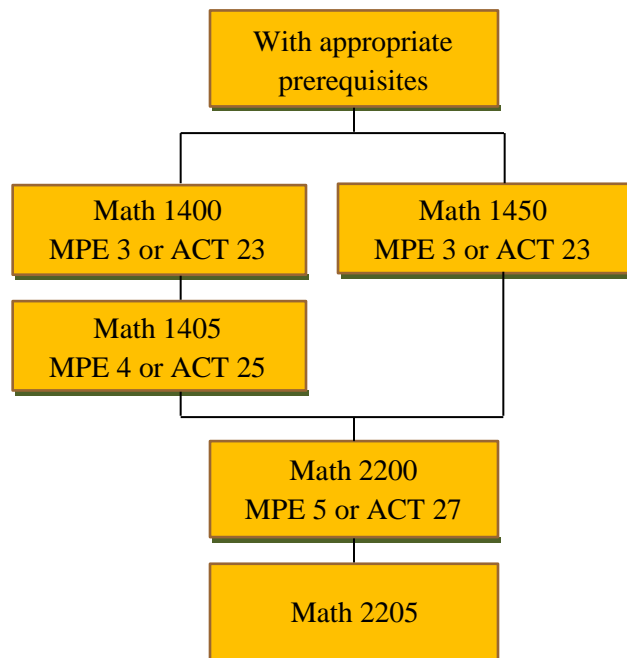 With appropriate
prerequisites
Math 1400
MPE 3 or ACT 23
Math 1450
MPE 3 or ACT 23
Math 1405
MPE 4 or ACT 25
Math 2200
MPE 5 or ACT 27
Math 2205